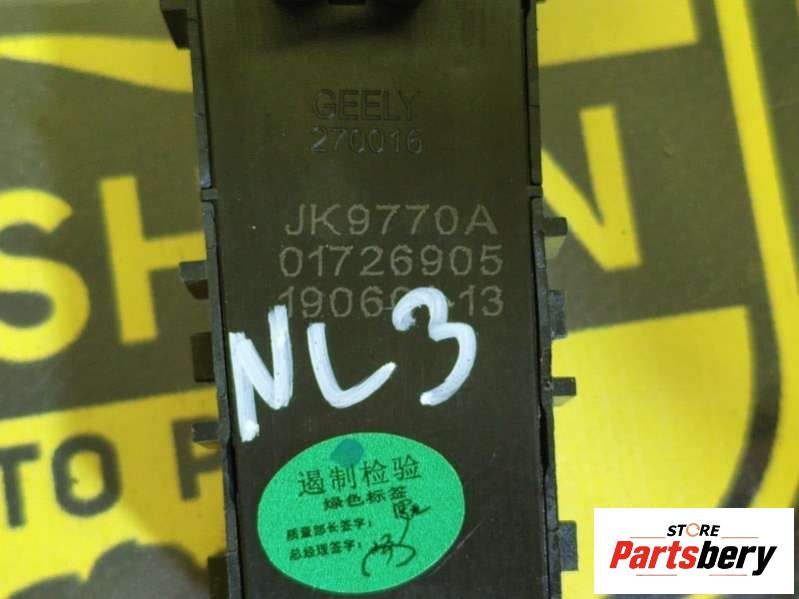 GEELY
270016
JK9770A
01726905
NL3
遏制检验
绿色标签
质量部长签字:
总经理签字:
STORE
Partsbery